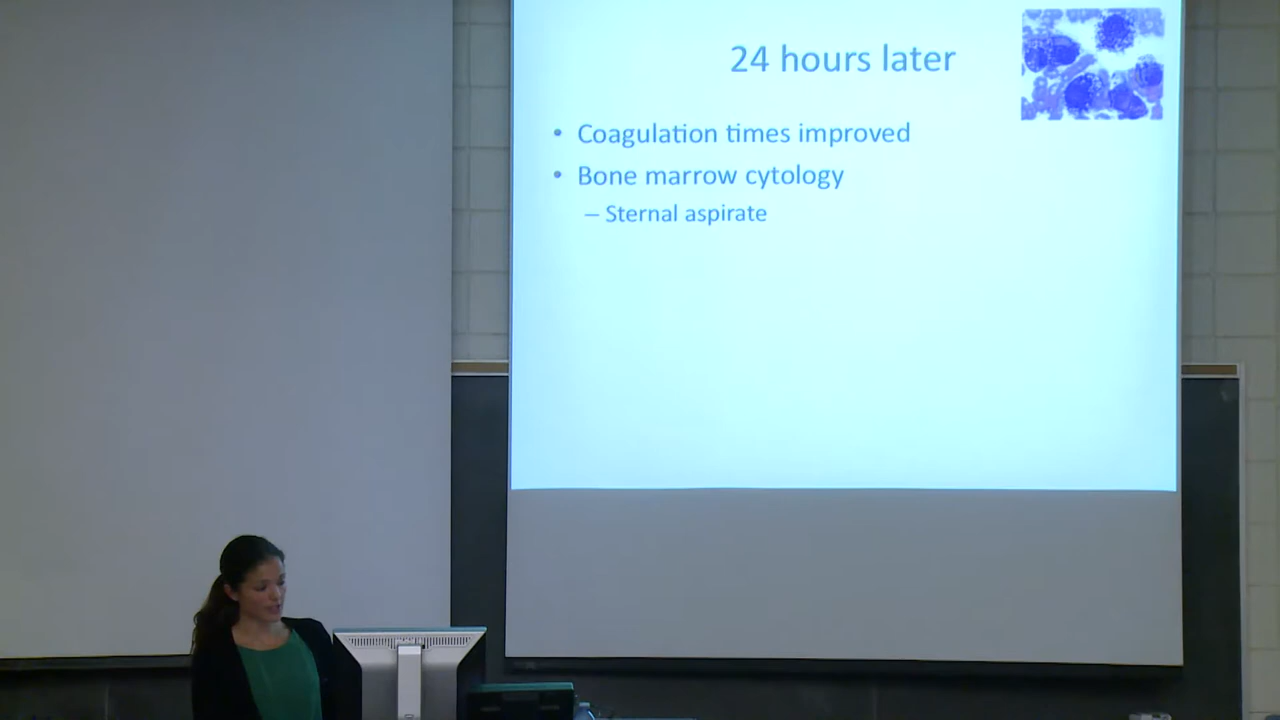 24 hours later
• Coagulation times improved
• Bone marrow cytology
– Sternal aspirate